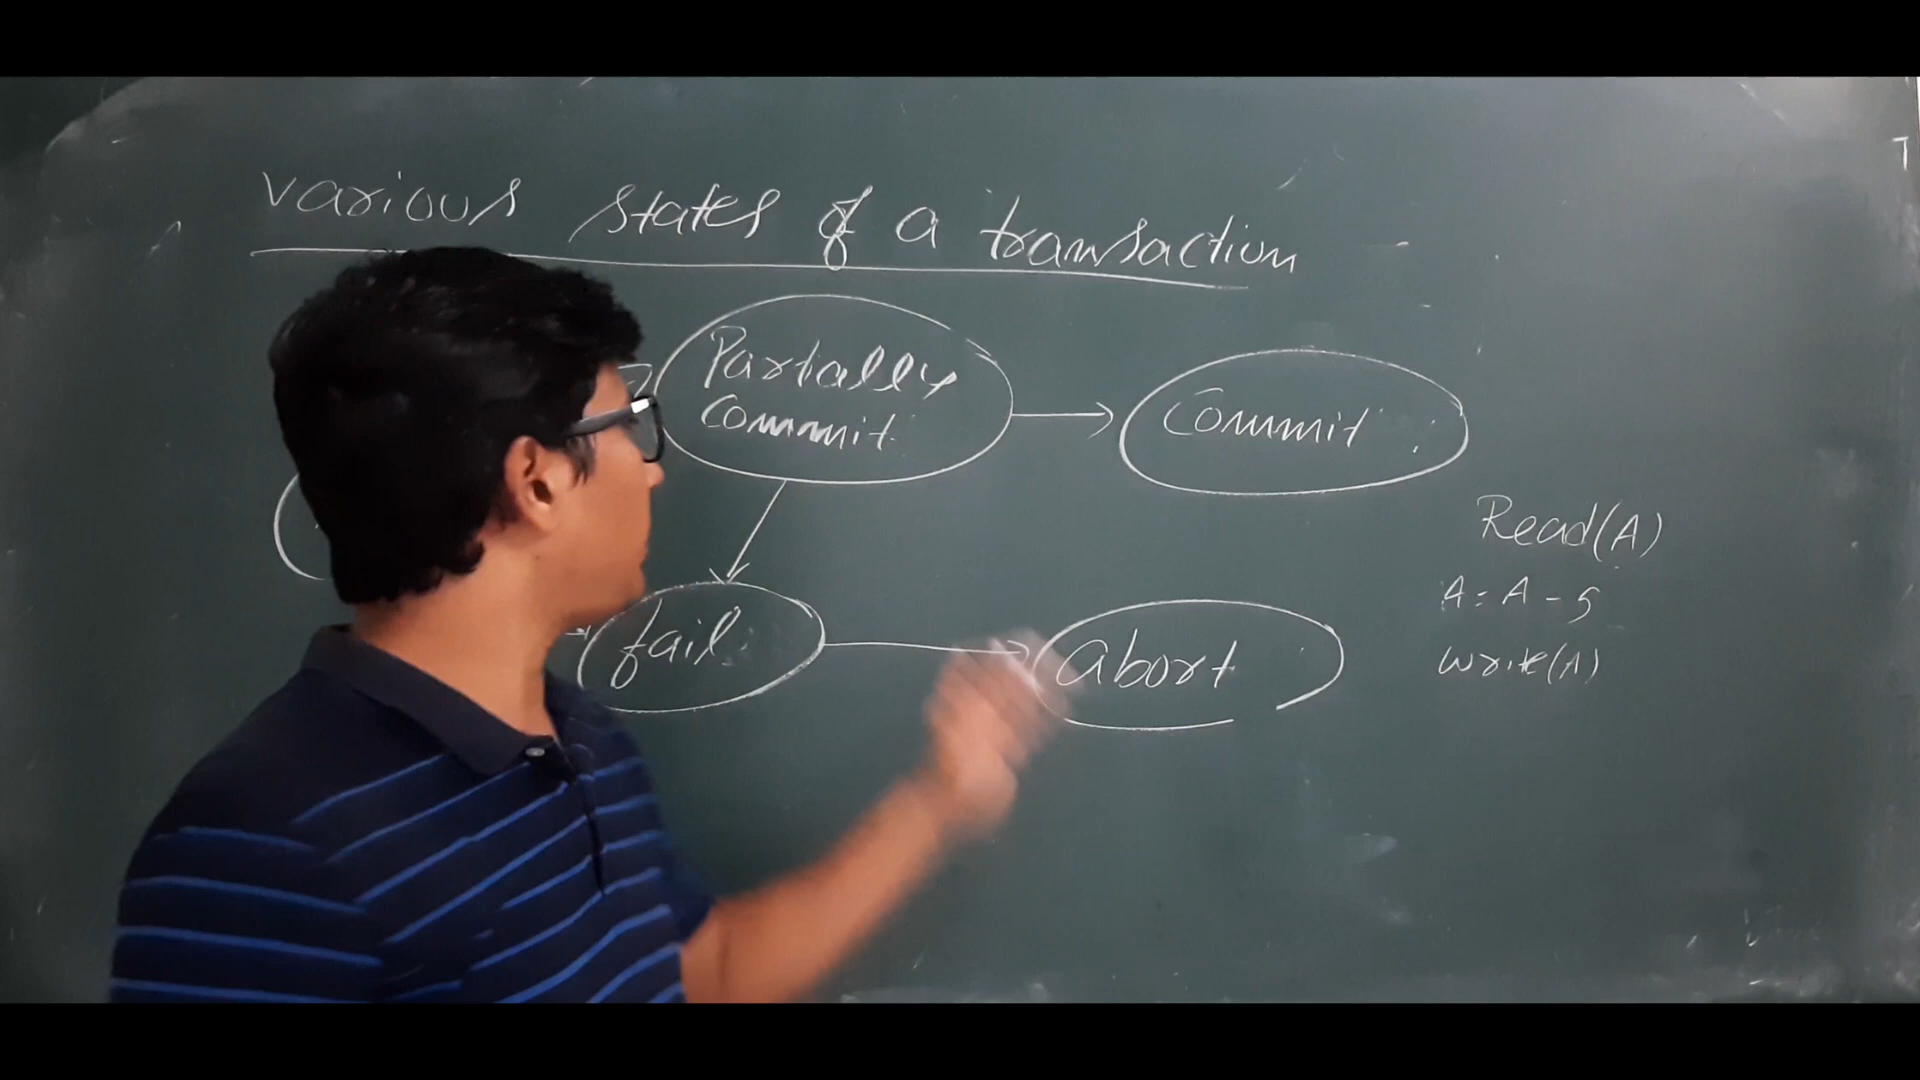 various states of a transaction
Partially
commit
commit
fail
abort
Read(A)
A = A - 5
write(A)